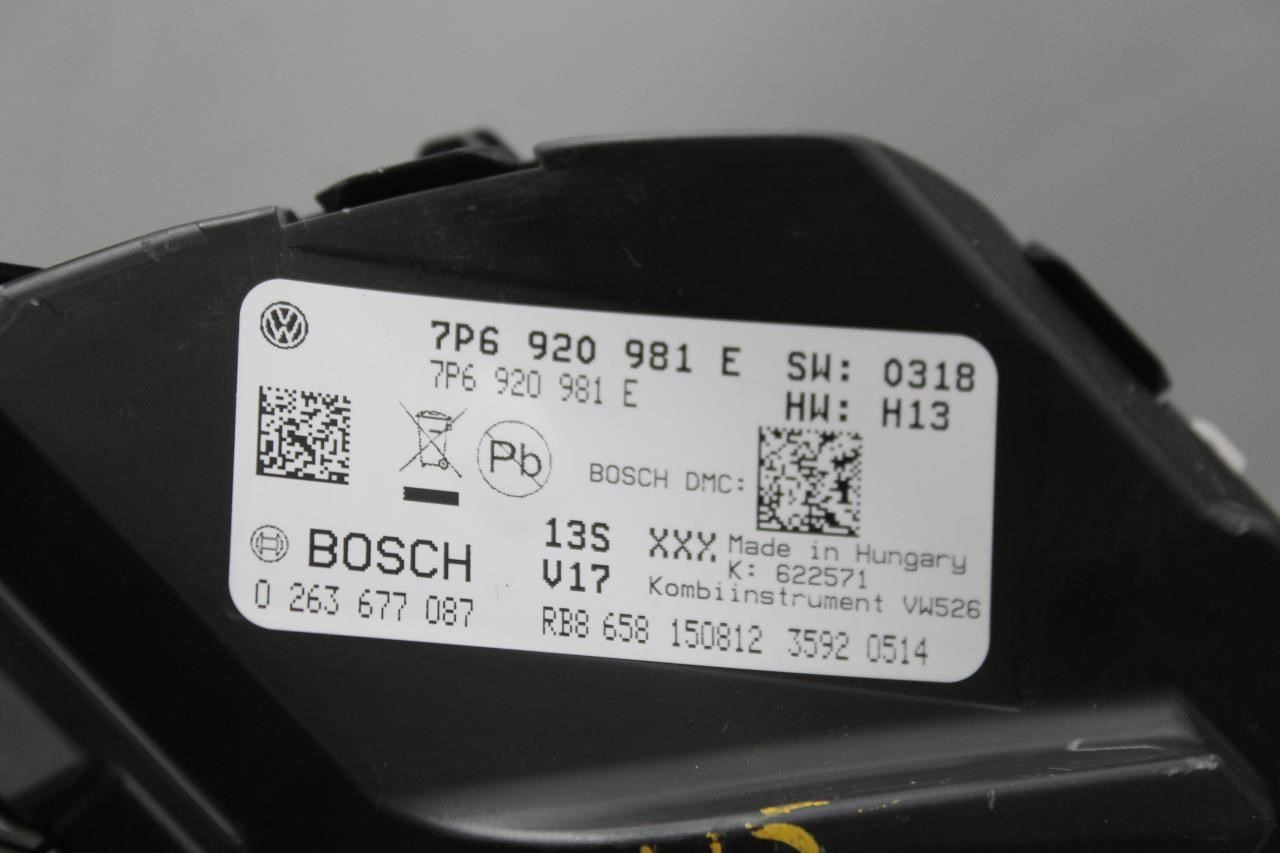 7P6 920 981 E SW: 0318
7P6 920 981 E HW: H13
Pb
BOSCH DMC:
BOSCH 13S XXX Made in Hungary
V17 K: 622571
Kombiinstrument VW526
0 263 677 087 RB8 658 150812 3592 0514